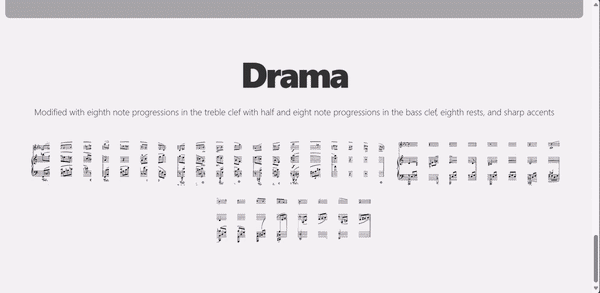 Drama
Modified with eighth note progressions in the treble clef with half and eight note progressions in the bass clef, eighth rests, and sharp accents